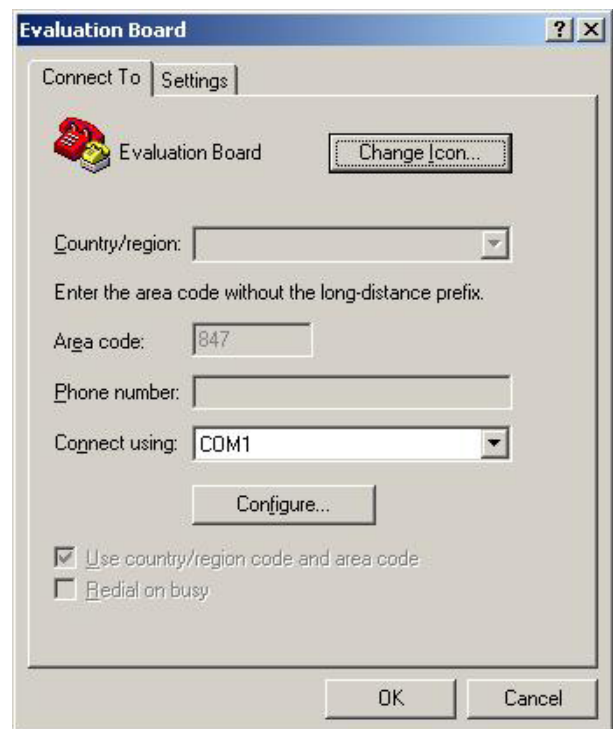 Evaluation Board
Connect To Settings
Evaluation Board Change Icon...
Country/region:
Enter the area code without the long-distance prefix.
Area code: 847
Phone number:
Connect using: COM1
Configure...
Use country/region code and area code
Redial on busy
OK Cancel